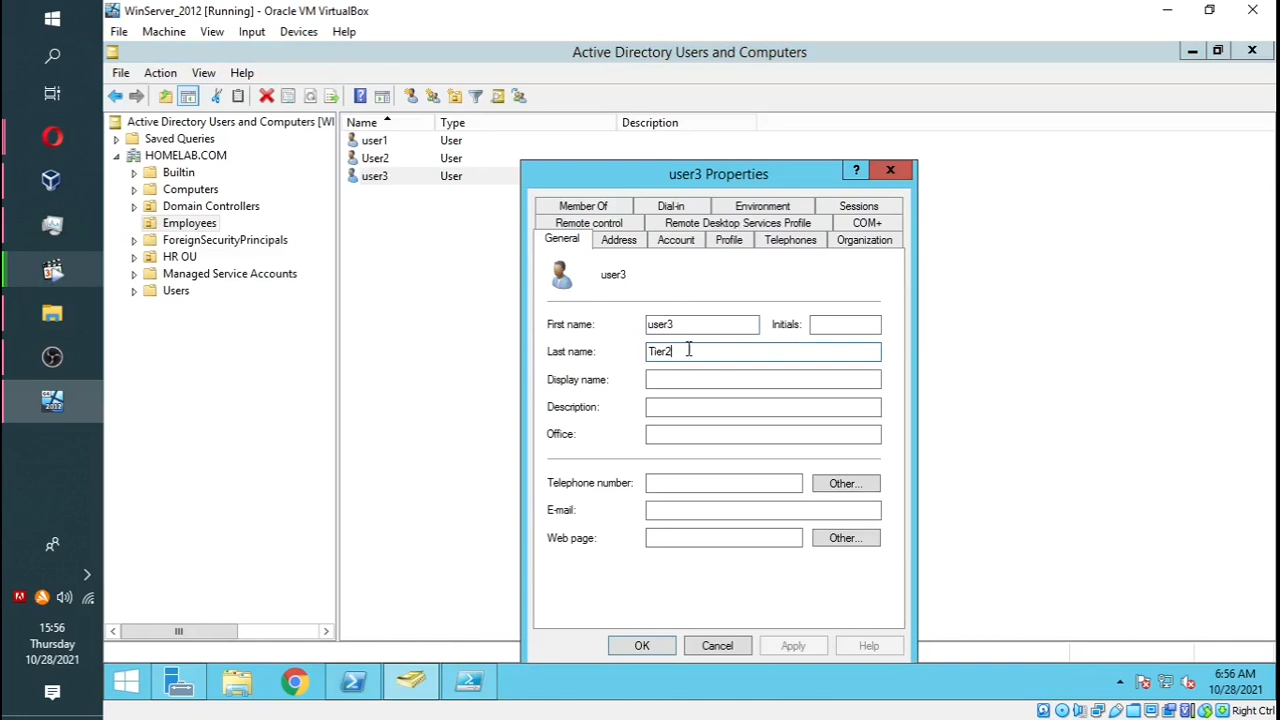 WinServer_2012 [Running] - Oracle VM VirtualBox
File Machine View Input Devices Help
Active Directory Users and Computers
File Action View Help
Active Directory Users and Computers [WI
Saved Queries
HOMELAB.COM
Builtin
Computers
Domain Controllers
Employees
ForeignSecurityPrincipals
HR OU
Managed Service Accounts
Users
Name Type Description
user1 User
User2 User
user3 User
user3 Properties
?
Member Of Dial-in Environment Sessions
Remote control Remote Desktop Services Profile COM+
General Address Account Profile Telephones Organization
user3
First name: user3 Initials:
Last name: Tier2
Display name:
Description:
Office:
Telephone number: Other...
E-mail:
Web page: Other...
OK Cancel Apply Help
15:56
Thursday
10/28/2021
6:56 AM
10/28/2021
Right Ctrl
2012